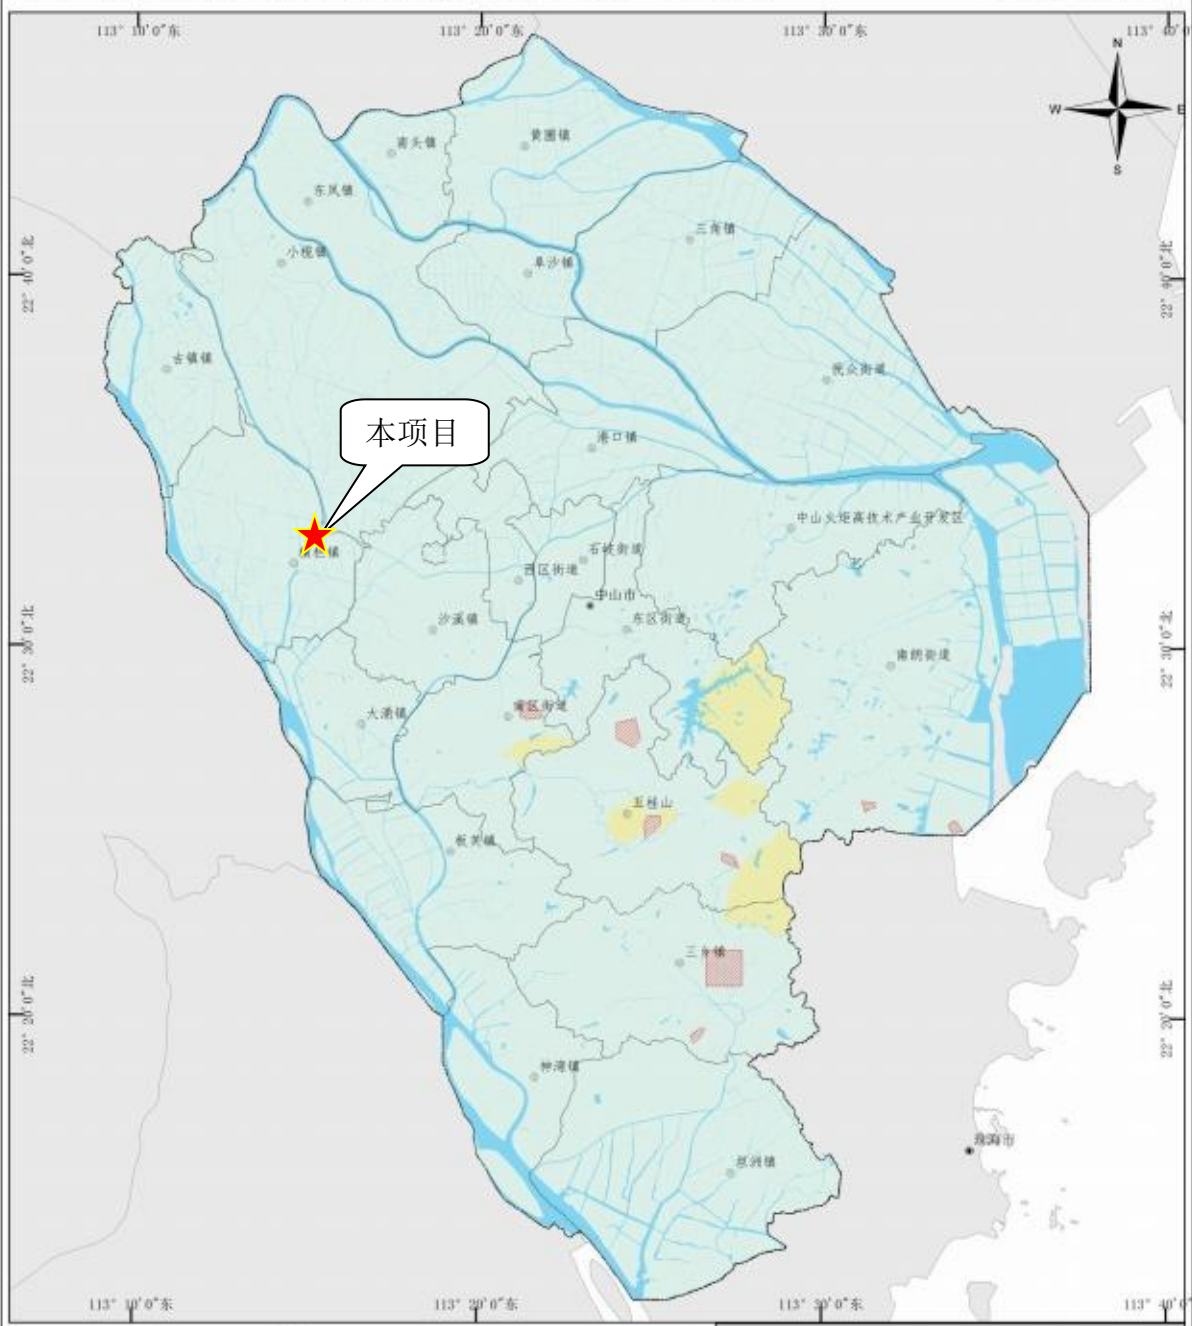 113° 10'0"东
113° 20'0"东
113° 30'0"东
113° 40'0"
N
W
E
S
南头镇
黄圃镇
东凤镇
三角镇
小榄镇
阜沙镇
22° 40'0"北
22° 40'0"北
古镇镇
民众街道
本项目
港口镇
中山火炬高技术产业开发区
石岐街道
西区街道
中山市
沙溪镇
东区街道
22° 30'0"北
22° 30'0"北
南朗街道
大涌镇
南区街道
五桂山
板芙镇
三乡镇
22° 20'0"北
22° 20'0"北
神湾镇
珠海市
坦洲镇
113° 10'0"东
113° 20'0"东
113° 30'0"东
113° 40'0"